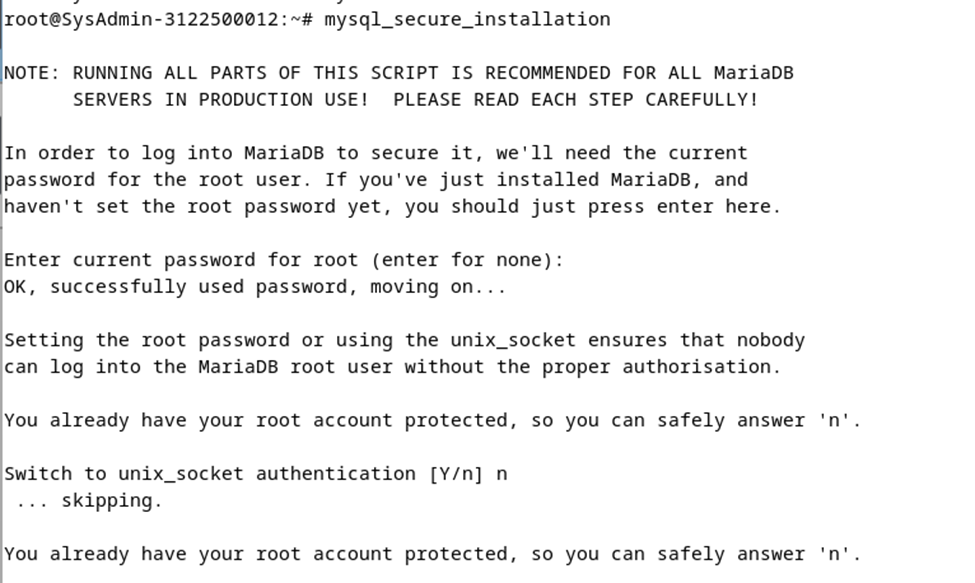 root@SysAdmin-3122500012:~# mysql_secure_installation
NOTE: RUNNING ALL PARTS OF THIS SCRIPT IS RECOMMENDED FOR ALL MariaDB
SERVERS IN PRODUCTION USE!  PLEASE READ EACH STEP CAREFULLY!
In order to log into MariaDB to secure it, we'll need the current
password for the root user. If you've just installed MariaDB, and
haven't set the root password yet, you should just press enter here.
Enter current password for root (enter for none):
OK, successfully used password, moving on...
Setting the root password or using the unix_socket ensures that nobody
can log into the MariaDB root user without the proper authorisation.
You already have your root account protected, so you can safely answer 'n'.
Switch to unix_socket authentication [Y/n] n
... skipping.
You already have your root account protected, so you can safely answer 'n'.